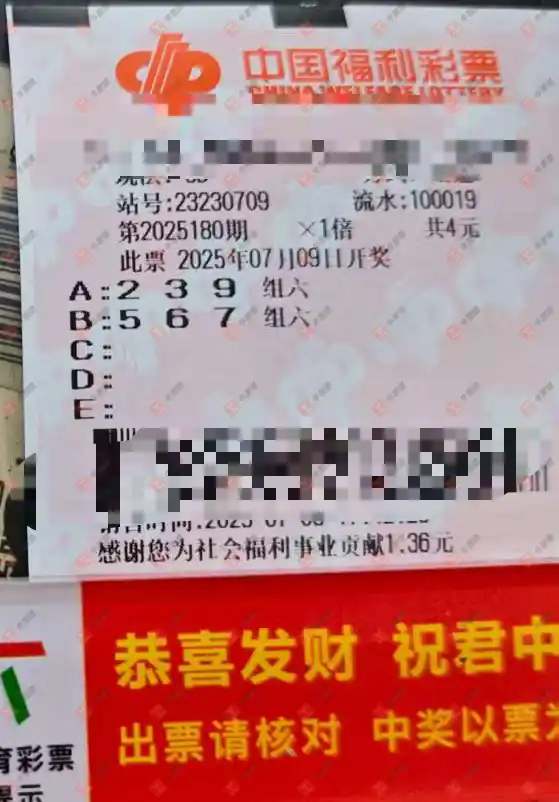 中国福利彩票
CHINA WELFARE LOTTERY
站号:23230709 流水:100019
第2025180期 ×1倍 共4元
此票 2025年07月09日开奖
A:2 3 9 组六
B:5 6 7 组六
C:
D:
E:
感谢您为社会福利事业贡献1.36元
恭喜发财 祝君中
出票请核对 中奖以票为
育彩票
提示